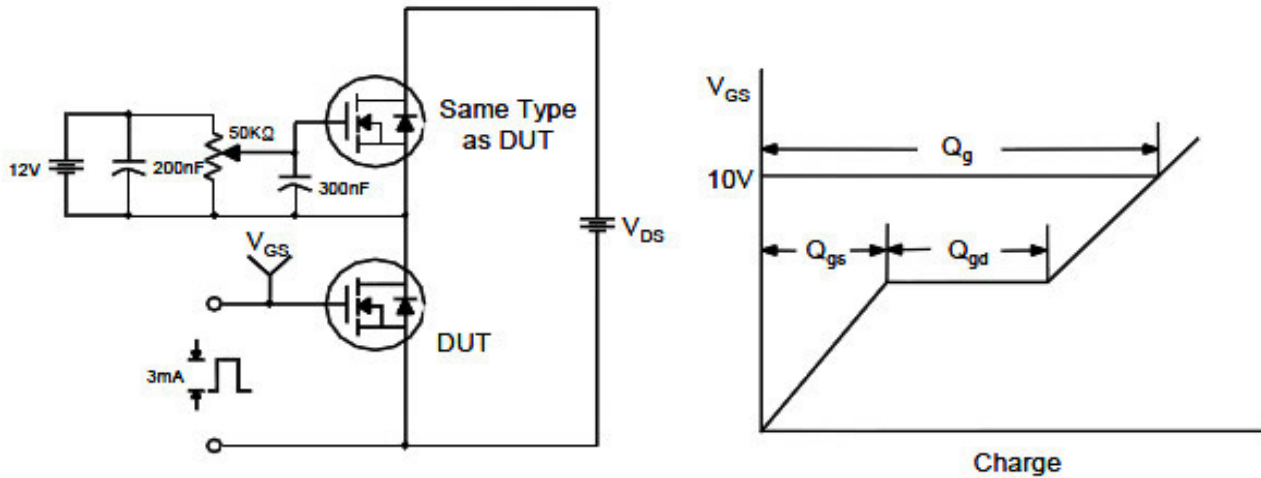 Same Type
as DUT
50KΩ
12V
200nF
300nF
V_GS
V_DS
DUT
3mA
V_GS
Q_g
10V
Q_gs
Q_gd
Charge